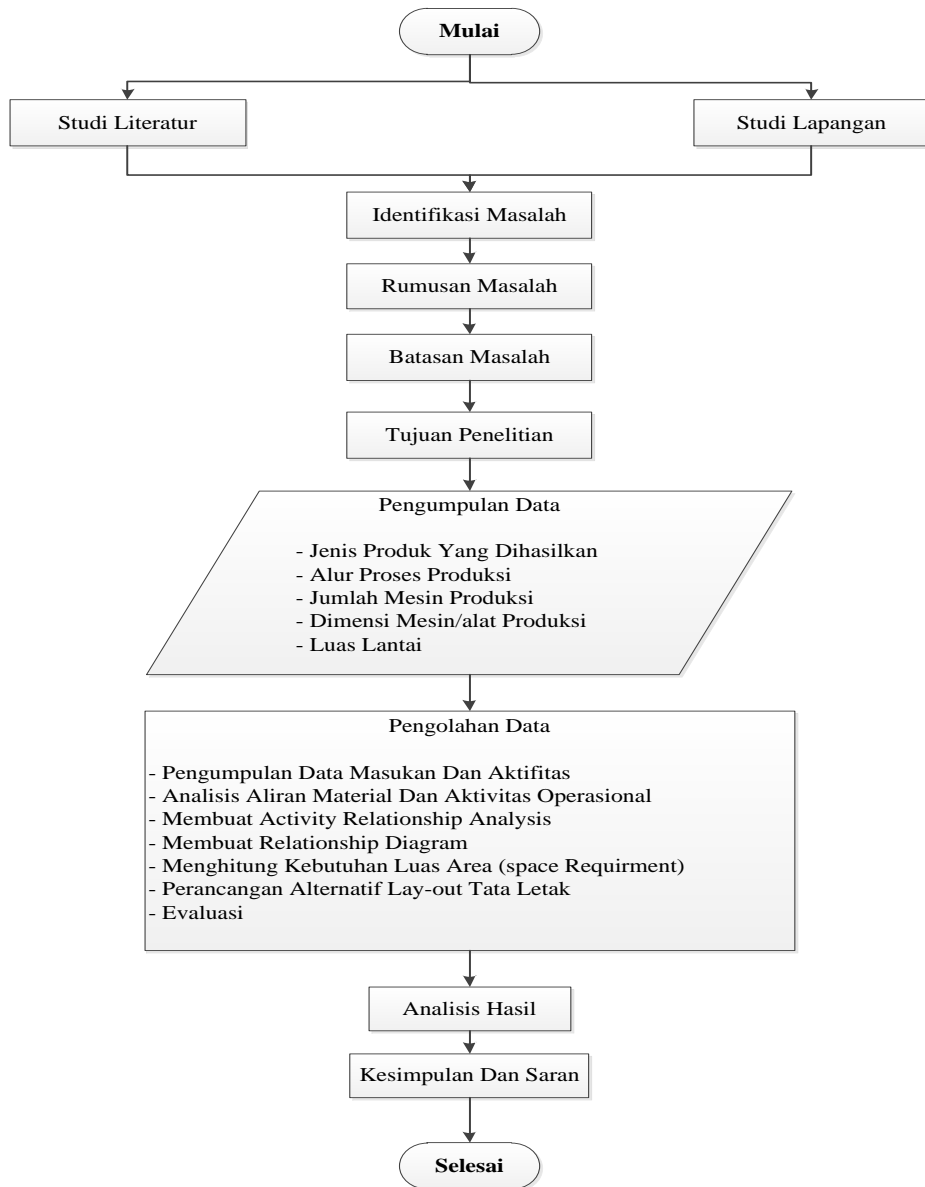 Mulai
Studi Literatur
Studi Lapangan
Identifikasi Masalah
Rumusan Masalah
Batasan Masalah
Tujuan Penelitian
Pengumpulan Data
- Jenis Produk Yang Dihasilkan
- Alur Proses Produksi
- Jumlah Mesin Produksi
- Dimensi Mesin/alat Produksi
- Luas Lantai
Pengolahan Data
- Pengumpulan Data Masukan Dan Aktifitas
- Analisis Aliran Material Dan Aktivitas Operasional
- Membuat Activity Relationship Analysis
- Membuat Relationship Diagram
- Menghitung Kebutuhan Luas Area (space Requirment)
- Perancangan Alternatif Lay-out Tata Letak
- Evaluasi
Analisis Hasil
Kesimpulan Dan Saran
Selesai